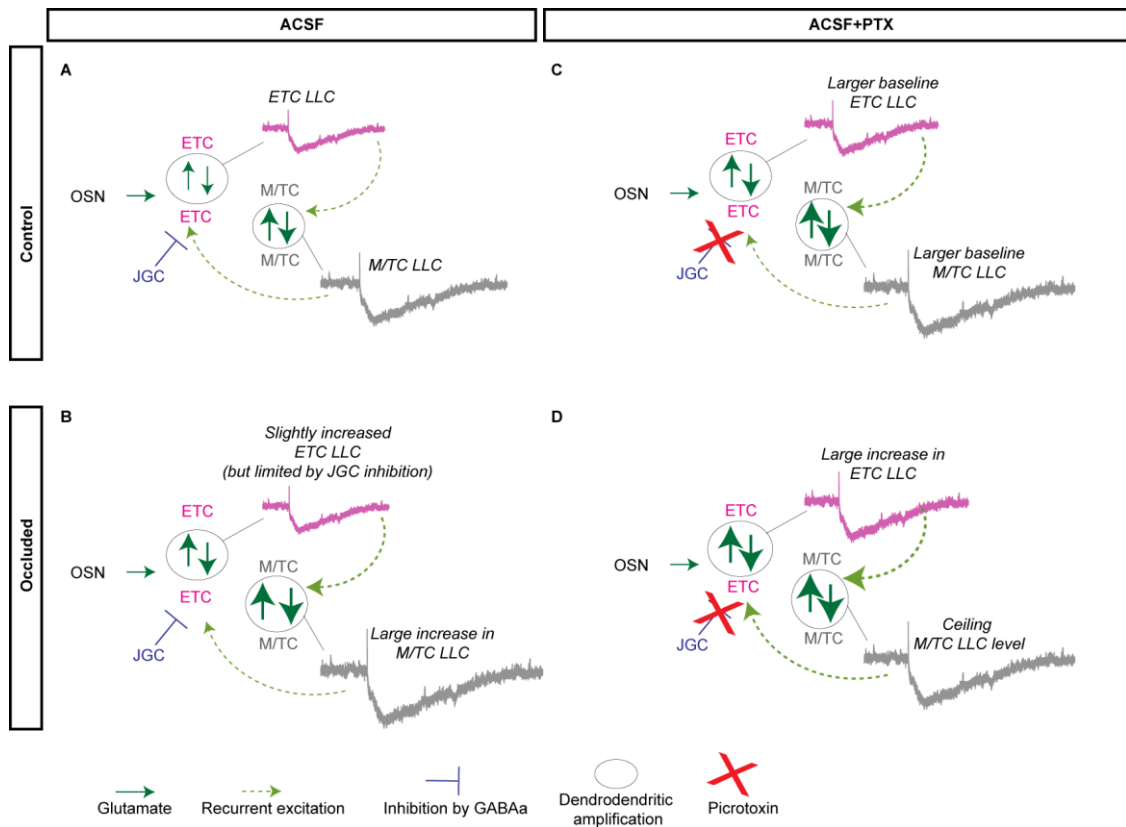 ACSF
ACSF+PTX
Control
A
ETC LLC
ETC
OSN
M/TC
ETC
M/TC
JGC
M/TC LLC
C
Larger baseline
ETC LLC
ETC
M/TC
OSN
ETC
M/TC
JGC
Larger baseline
M/TC LLC
Occluded
B
Slightly increased
ETC LLC
(but limited by JGC inhibition)
ETC
M/TC
OSN
ETC
M/TC
JGC
Large increase in
M/TC LLC
D
Large increase in
ETC LLC
ETC
M/TC
OSN
ETC
M/TC
JGC
Ceiling
M/TC LLC level
Glutamate
Recurrent excitation
Inhibition by GABAa
Dendrodendritic
amplification
Picrotoxin